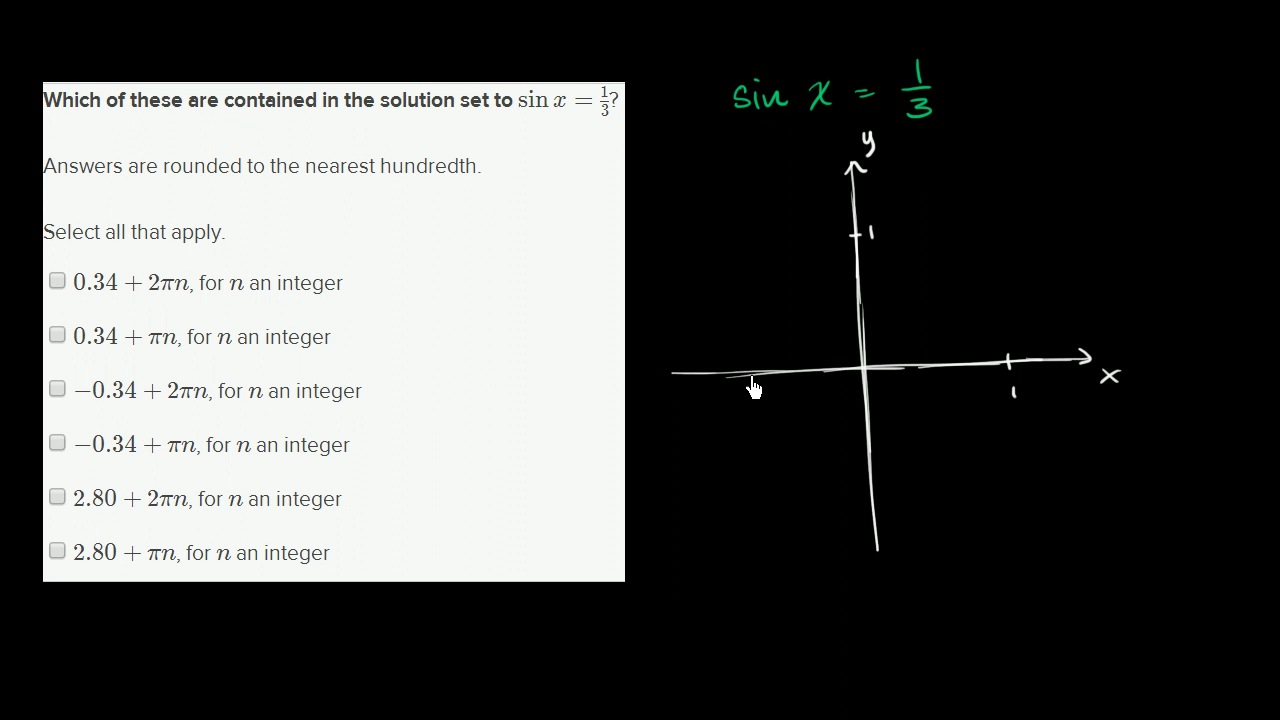 Which of these are contained in the solution set to sin x = 1/3?
Answers are rounded to the nearest hundredth.
Select all that apply.
0.34 + 2πn, for n an integer
0.34 + πn, for n an integer
−0.34 + 2πn, for n an integer
−0.34 + πn, for n an integer
2.80 + 2πn, for n an integer
2.80 + πn, for n an integer
sin x = 1/3
y
1
x
1